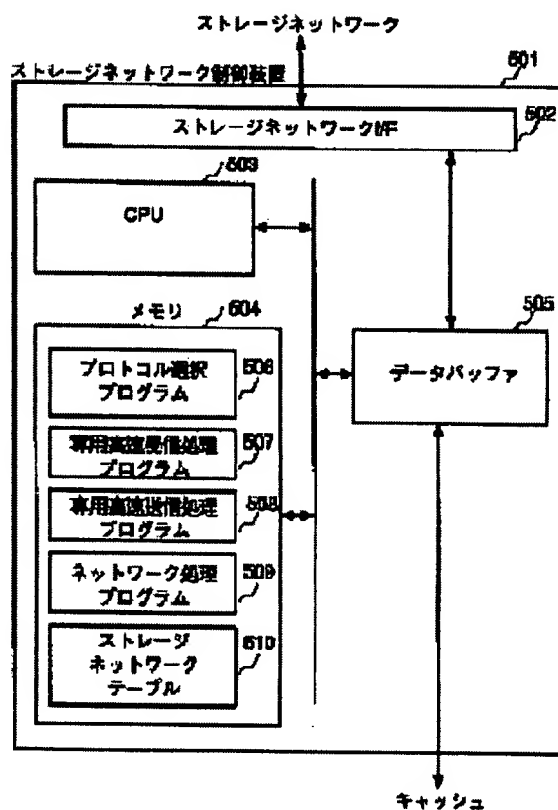 ストレージネットワーク
ストレージネットワーク制御装置
501
ストレージネットワークI/F
502
503
CPU
メモリ
504
505
プロトコル選択
プログラム
506
データバッファ
専用高速受信処理
プログラム
507
専用高速送信処理
プログラム
508
ネットワーク処理
プログラム
509
ストレージ
ネットワーク
テーブル
510
キャッシュ